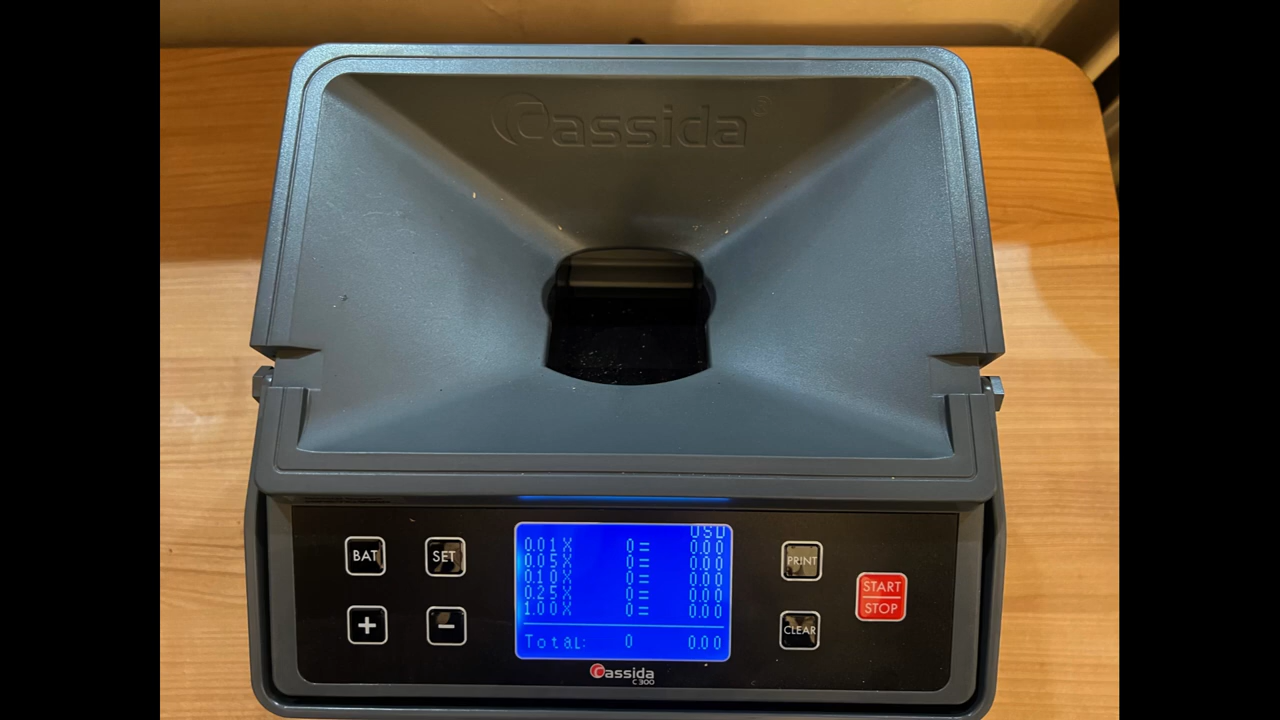 Cassida®
BAT
SET
+
−
USD
0.01X 0= 0.00
0.05X 0= 0.00
0.10X 0= 0.00
0.25X 0= 0.00
1.00X 0= 0.00
Total: 0 0.00
PRINT
CLEAR
START
STOP
Cassida
C 300